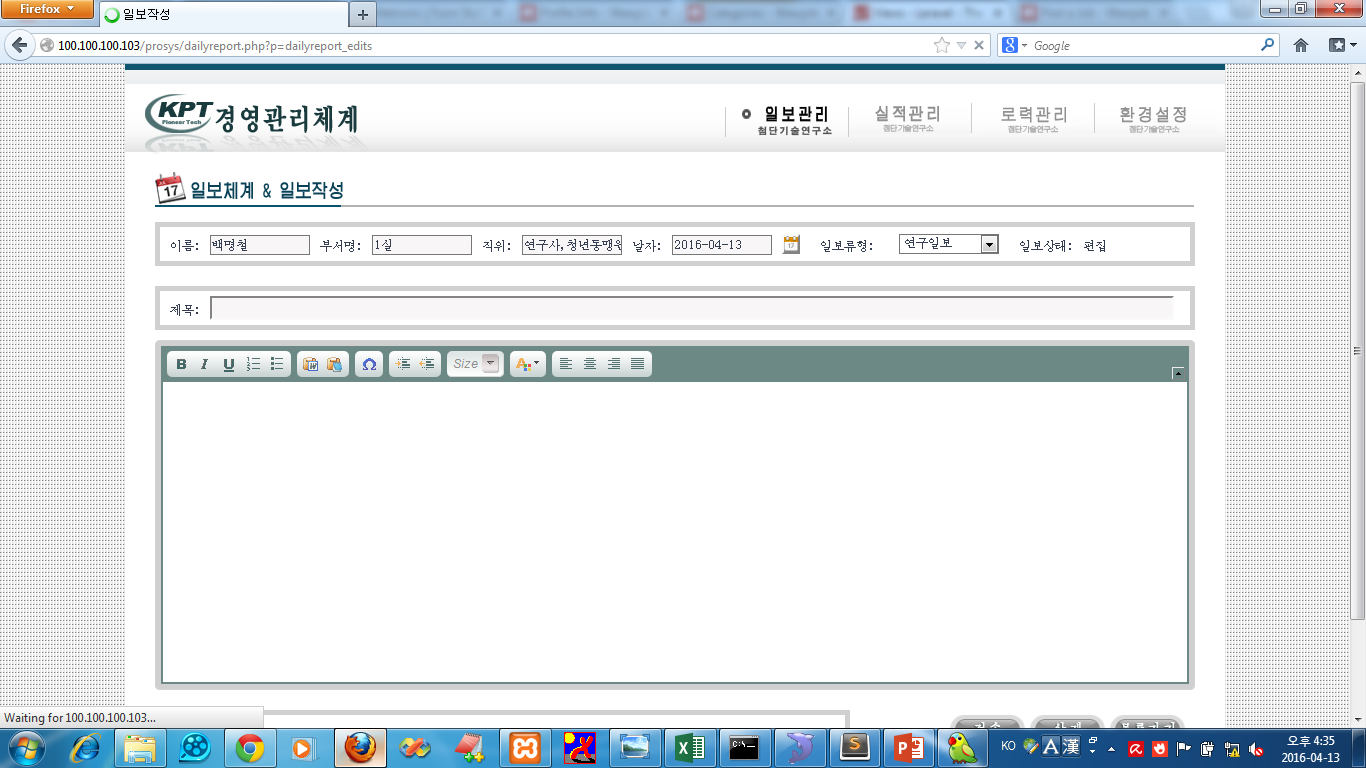 Firefox
일보작성
100.100.100.103/prosys/dailyreport.php?p=dailyreport_edits
Google
KPT
Pioneer Tech
경영관리체계
일보관리
첨단기술연구소
실적관리
첨단기술연구소
로력관리
첨단기술연구소
환경설정
첨단기술연구소
17
일보체계 & 일보작성
이름: 백명철 부서명: 1실 직위: 연구사,청년동맹 날자: 2016-04-13 일보류형: 연구일보 일보상태: 편집
제목:
B I U Size A
Waiting for 100.100.100.103...
KO A 漢
오후 4:35
2016-04-13